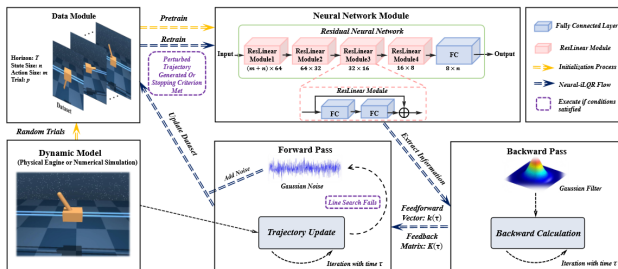 Data Module
Horizon: T
State Size: n
Action Size: m
Trial: p
Dataset
Pretrain
Retrain
Perturbed
Trajectory
Generated Or
Stopping Criterion
Met
Neural Network Module
Residual Neural Network
Input
ResLinear
Module1
ResLinear
Module2
ResLinear
Module3
ResLinear
Module4
FC
Output
(m + n) × 64
64 × 32
32 × 16
16 × 8
8 × n
ResLinear Module
FC
FC
Fully Connected Layer
ResLinear Module
Initialization Process
Neural-iLQR Flow
Execute if conditions
satisfied
Random Trials
Update Dataset
Extract Information
Dynamic Model
(Physical Engine or Numerical Simulation)
Forward Pass
Add Noise
Gaussian Noise
Line Search Fails
Trajectory Update
Iteration with time τ
Feedforward
Vector: k(τ)
Feedback
Matrix: K(τ)
Backward Pass
Gaussian Filter
Backward Calculation
Iteration with time τ